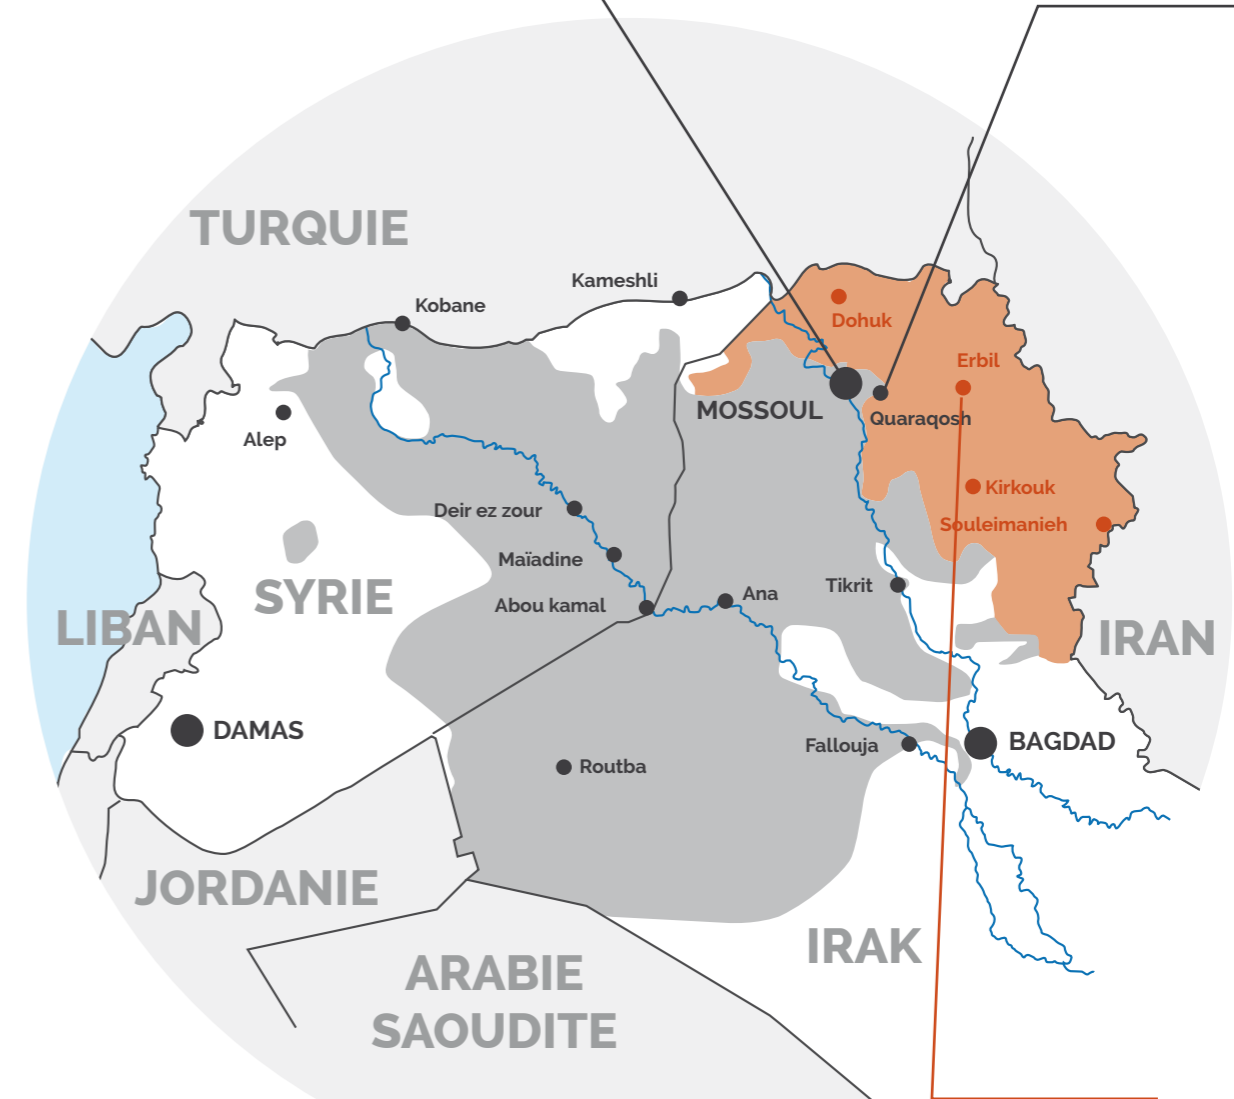 TURQUIE
Kameshli
Kobane
Dohuk
Erbil
MOSSOUL
Quaraqosh
Alep
Kirkouk
Deir ez zour
Souleimanieh
Maïadine
Tikrit
Ana
SYRIE
Abou kamal
LIBAN
IRAN
DAMAS
BAGDAD
Fallouja
Routba
JORDANIE
IRAK
ARABIE
SAOUDITE